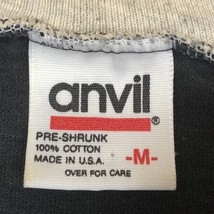 anvil®
PRE-SHRUNK
100% COTTON
MADE IN U.S.A. -M-
OVER FOR CARE